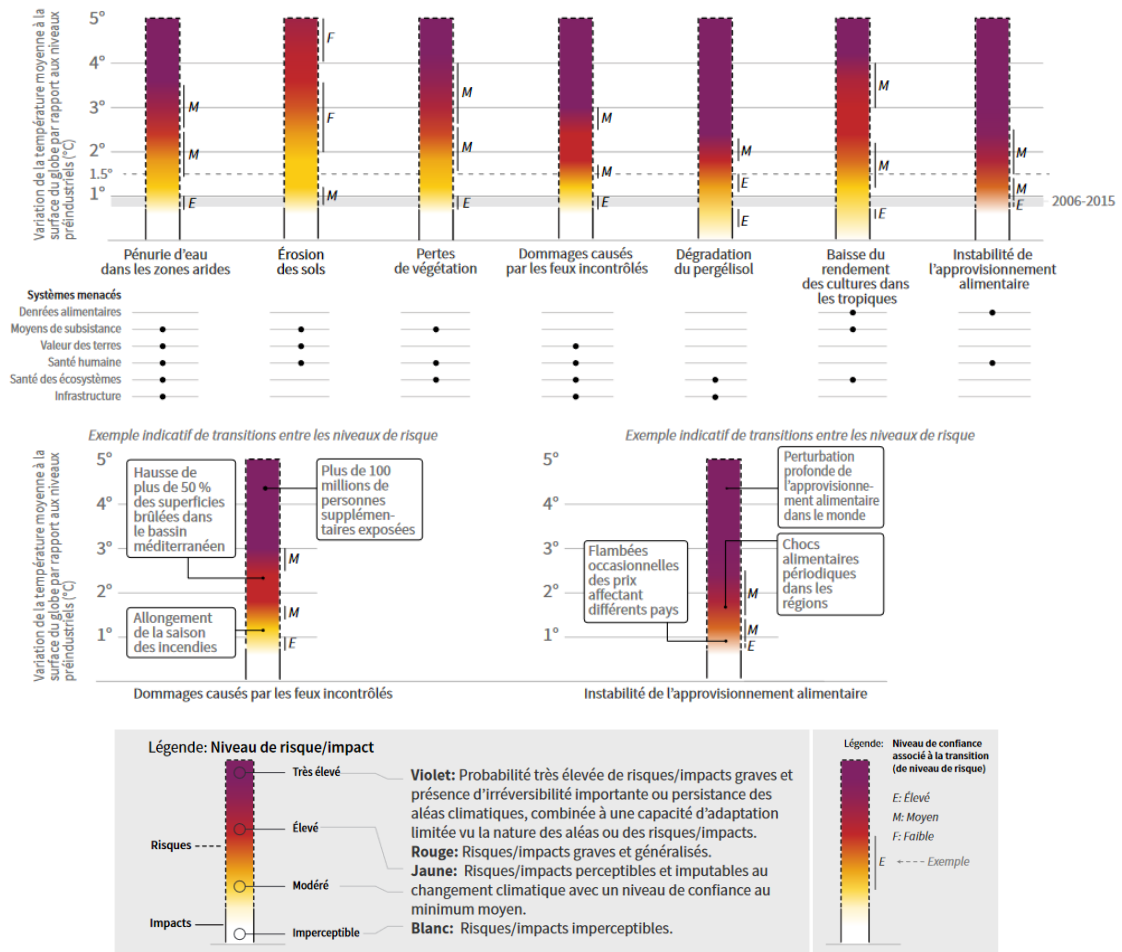 Variation de la température moyenne à la
surface du globe par rapport aux niveaux
préindustriels (°C)
5°
4°
3°
2°
1.5°
1°
M
M
E
F
F
M
M
M
E
M
M
E
M
E
E
M
M
E
M
M
E
2006-2015
Pénurie d'eau
dans les zones arides
Érosion
des sols
Pertes
de végétation
Dommages causés
par les feux incontrôlés
Dégradation
du pergélisol
Baisse du
rendement
des cultures dans
les tropiques
Instabilité de
l'approvisionnement
alimentaire
Systèmes menacés
Denrées alimentaires
Moyens de subsistance
Valeur des terres
Santé humaine
Santé des écosystèmes
Infrastructure
Exemple indicatif de transitions entre les niveaux de risque
Variation de la température moyenne à la
surface du globe par rapport aux niveaux
préindustriels (°C)
5°
4°
3°
2°
1°
Hausse de
plus de 50 %
des superficies
brûlées dans
le bassin
méditerranéen
Plus de 100
millions de
personnes
supplémen-
taires exposées
Allongement
de la saison
des incendies
M
M
E
Dommages causés par les feux incontrôlés
Exemple indicatif de transitions entre les niveaux de risque
5°
4°
3°
2°
1°
Perturbation
profonde de
l'approvisionne-
ment alimentaire
dans le monde
Flambées
occasionnelles
des prix
affectant
différents pays
Chocs
alimentaires
périodiques
dans les
régions
M
M
E
Instabilité de l'approvisionnement alimentaire
Légende: Niveau de risque/impact
Très élevé
Élevé
Modéré
Imperceptible
Risques
Impacts
Violet: Probabilité très élevée de risques/impacts graves et
présence d'irréversibilité importante ou persistance des
aléas climatiques, combinée à une capacité d'adaptation
limitée vu la nature des aléas ou des risques/impacts.
Rouge: Risques/impacts graves et généralisés.
Jaune: Risques/impacts perceptibles et imputables au
changement climatique avec un niveau de confiance au
minimum moyen.
Blanc: Risques/impacts imperceptibles.
Légende: Niveau de confiance
associé à la transition
(de niveau de risque)
E: Élevé
M: Moyen
F: Faible
E
Exemple